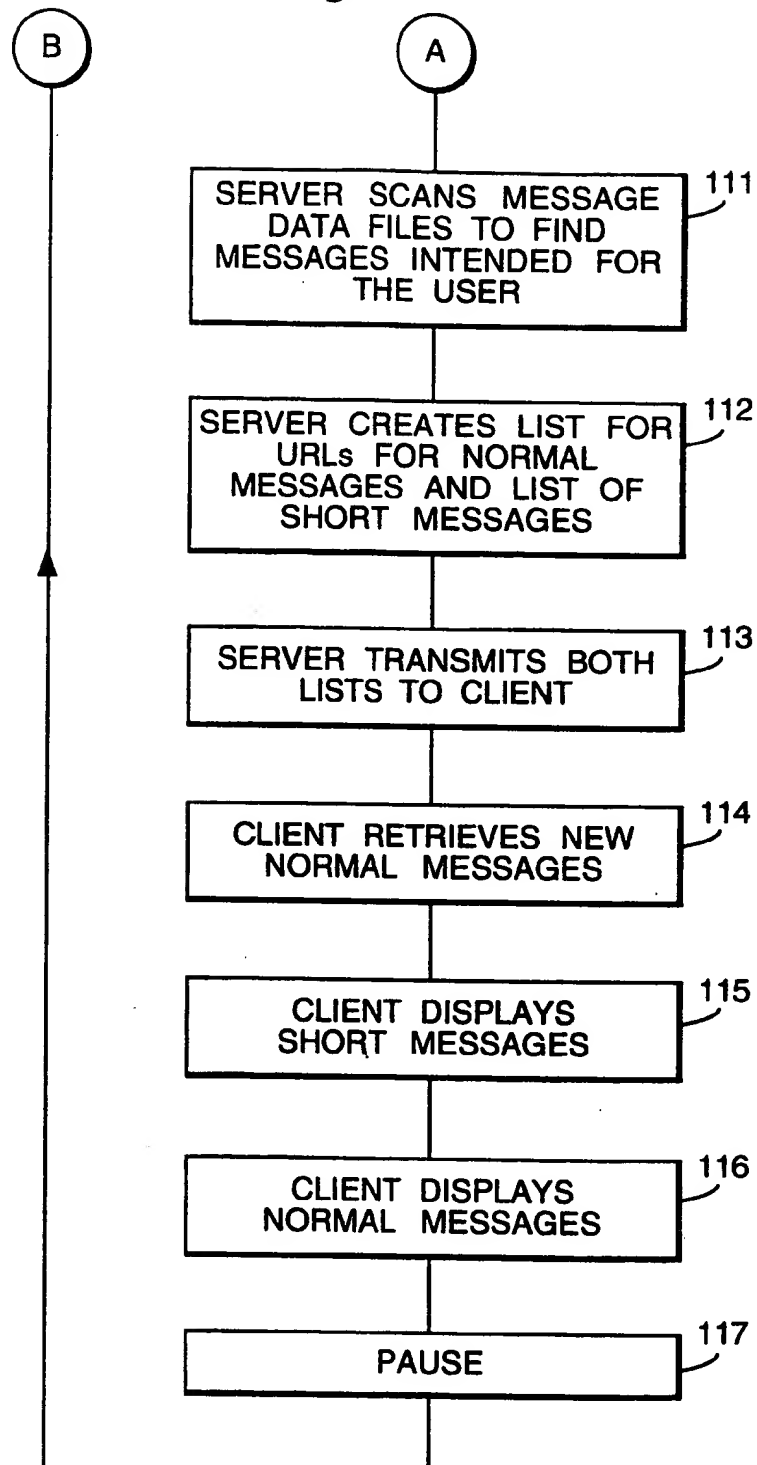 B
A
SERVER SCANS MESSAGE
DATA FILES TO FIND
MESSAGES INTENDED FOR
THE USER
111
SERVER CREATES LIST FOR
URLs FOR NORMAL
MESSAGES AND LIST OF
SHORT MESSAGES
112
SERVER TRANSMITS BOTH
LISTS TO CLIENT
113
CLIENT RETRIEVES NEW
NORMAL MESSAGES
114
CLIENT DISPLAYS
SHORT MESSAGES
115
CLIENT DISPLAYS
NORMAL MESSAGES
116
PAUSE
117